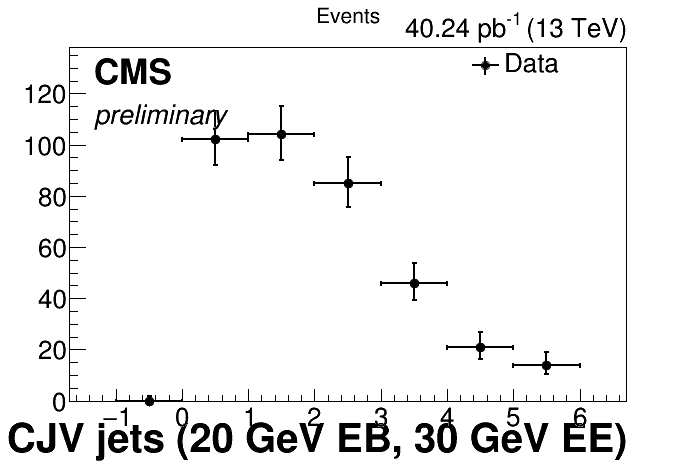 Events
40.24 pb-1 (13 TeV)
CMS
Data
preliminary
120
100
80
60
40
20
0
−1 0 1 2 3 4 5 6
CJV jets (20 GeV EB, 30 GeV EE)